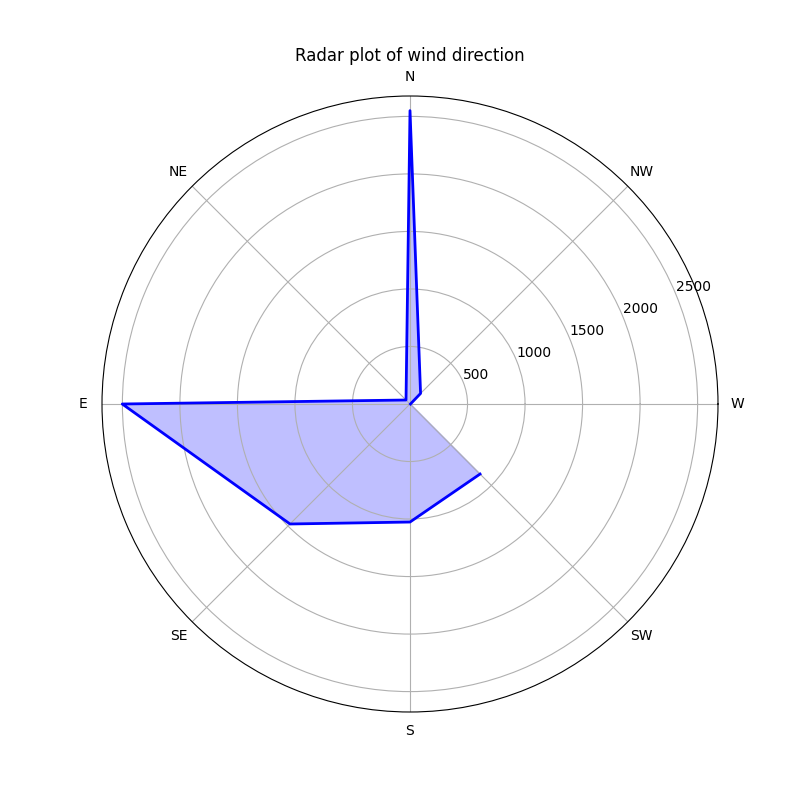 Radar plot of wind direction
N
NE
NW
2500
2000
1500
1000
500
E
W
SE
SW
S